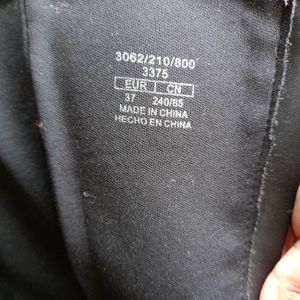 3062/210/800
3375
EUR CN
37 240/85
MADE IN CHINA
HECHO EN CHINA